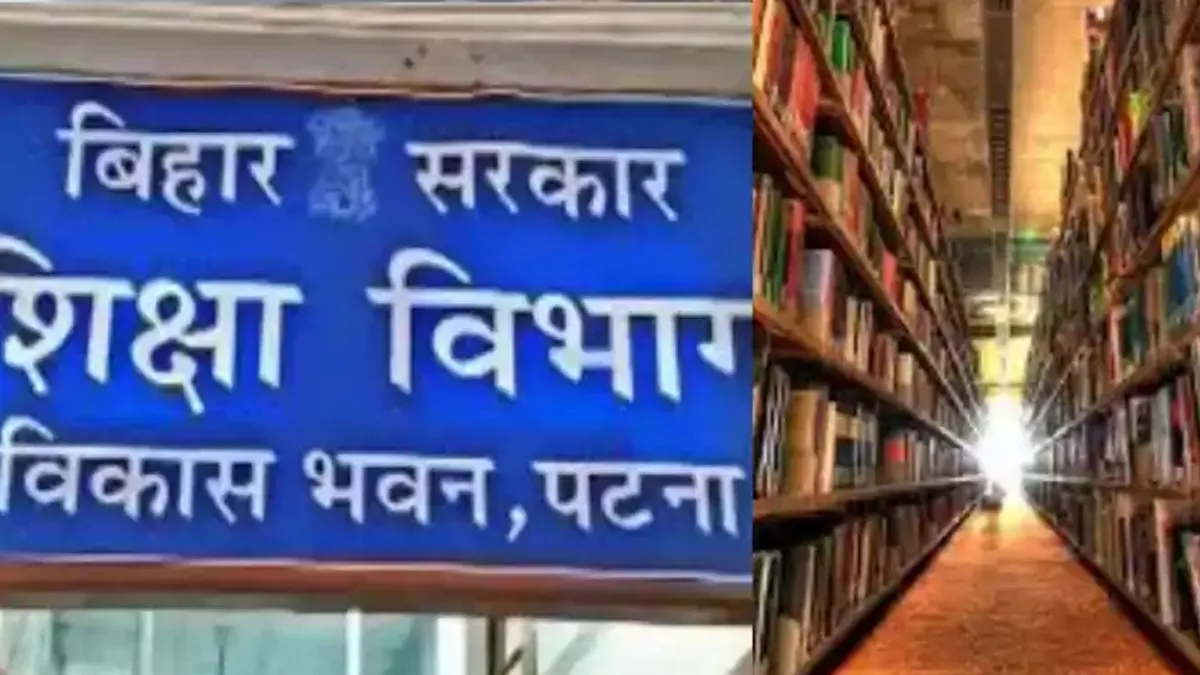 बिहार सरकार
शिक्षा विभाग
विकास भवन, पटना